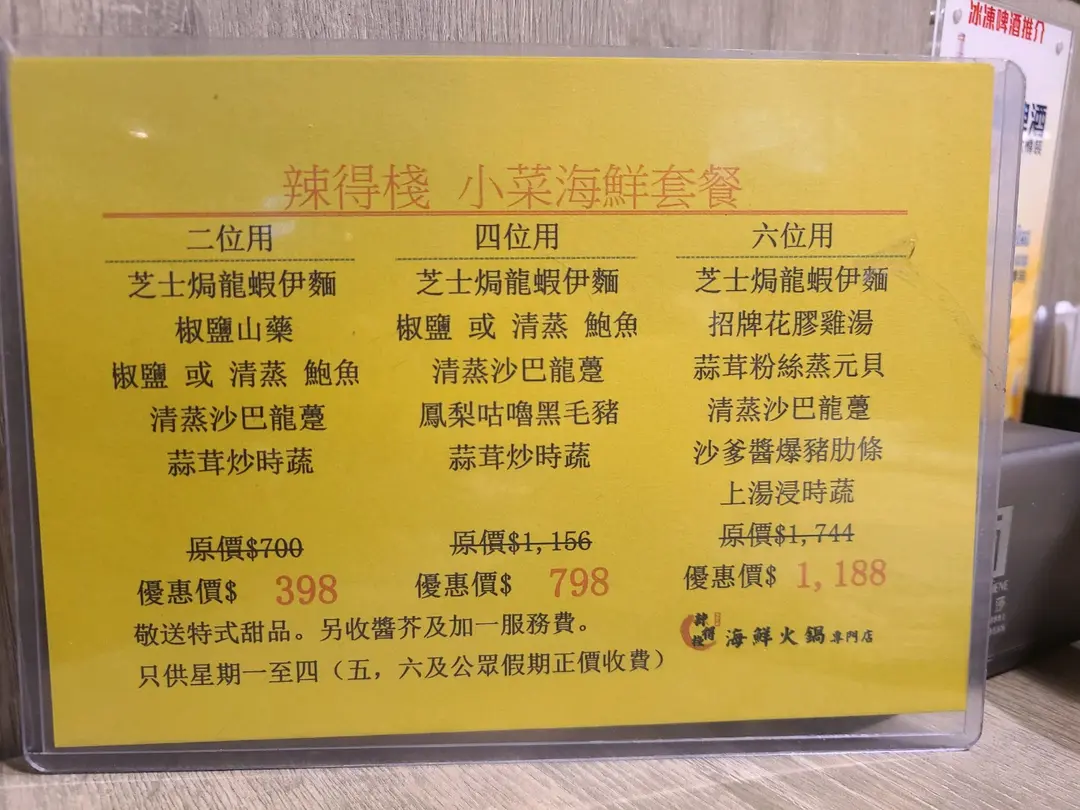 冰凍啤酒推介
辣得棧 小菜海鮮套餐
二位用
芝士焗龍蝦伊麵
椒鹽山藥
椒鹽 或 清蒸 鮑魚
清蒸沙巴龍躉
蒜茸炒時蔬
原價$700
優惠價$ 398
四位用
芝士焗龍蝦伊麵
椒鹽 或 清蒸 鮑魚
清蒸沙巴龍躉
鳳梨咕嚕黑毛豬
蒜茸炒時蔬
原價$1,156
優惠價$ 798
六位用
芝士焗龍蝦伊麵
招牌花膠雞湯
蒜茸粉絲蒸元貝
清蒸沙巴龍躉
沙爹醬爆豬肋條
上湯浸時蔬
原價$1,744
優惠價$ 1,188
敬送特式甜品。另收醬芥及加一服務費。
只供星期一至四（五，六及公眾假期正價收費）
辣得棧 海鮮火鍋專門店
酒